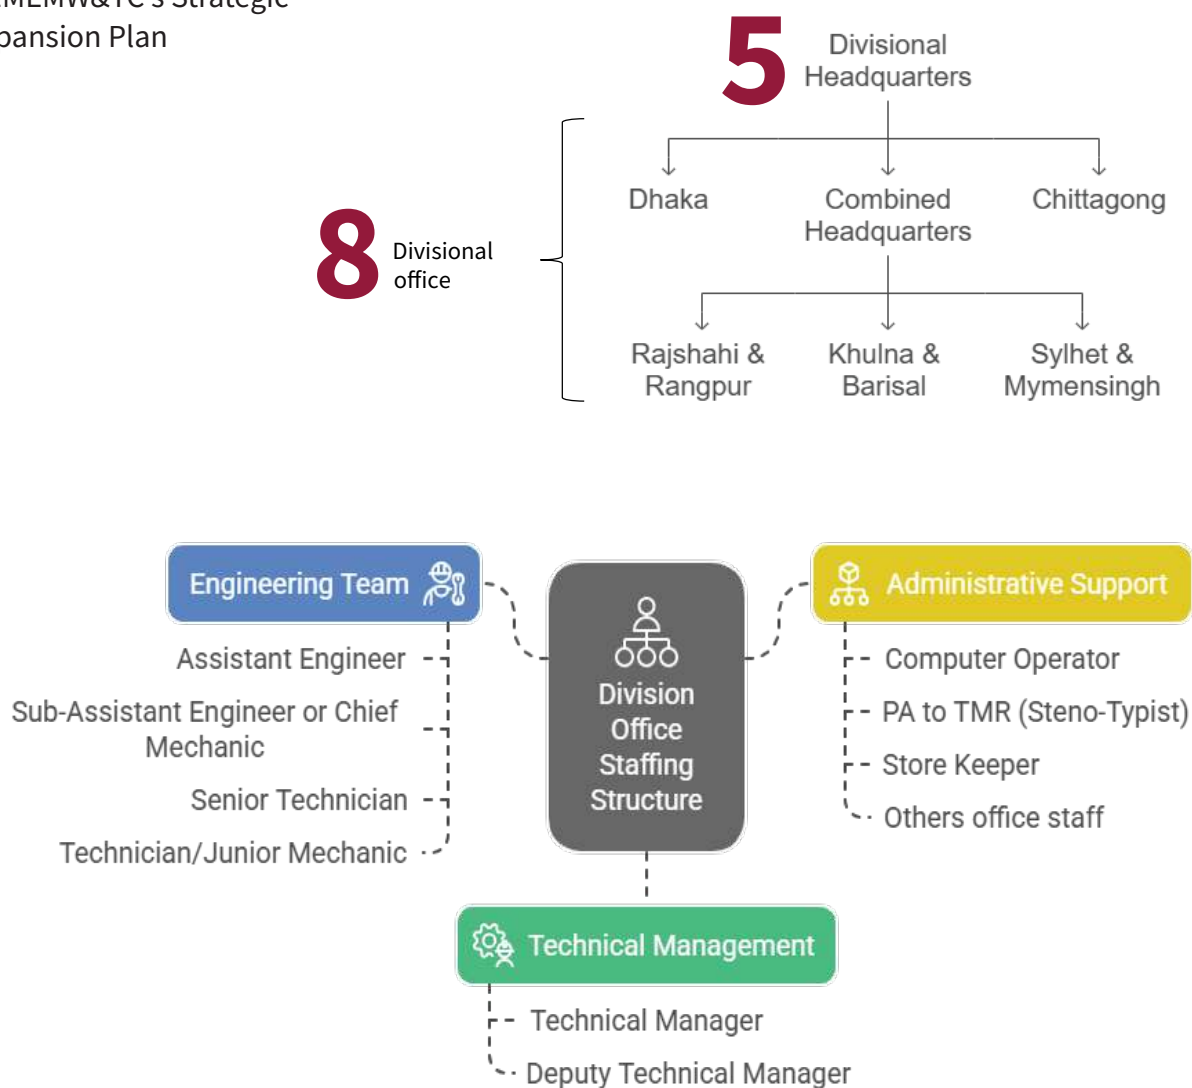 Strategic
Expansion Plan
5
Divisional
Headquarters
Dhaka
Combined
Headquarters
Chittagong
8
Divisional
office
Rajshahi &
Rangpur
Khulna &
Barisal
Sylhet &
Mymensingh
Engineering Team
Assistant Engineer
Sub-Assistant Engineer or Chief
Mechanic
Senior Technician
Technician/Junior Mechanic
Division
Office
Staffing
Structure
Administrative Support
Computer Operator
PA to TMR (Steno-Typist)
Store Keeper
Others office staff
Technical Management
Technical Manager
Deputy Technical Manager